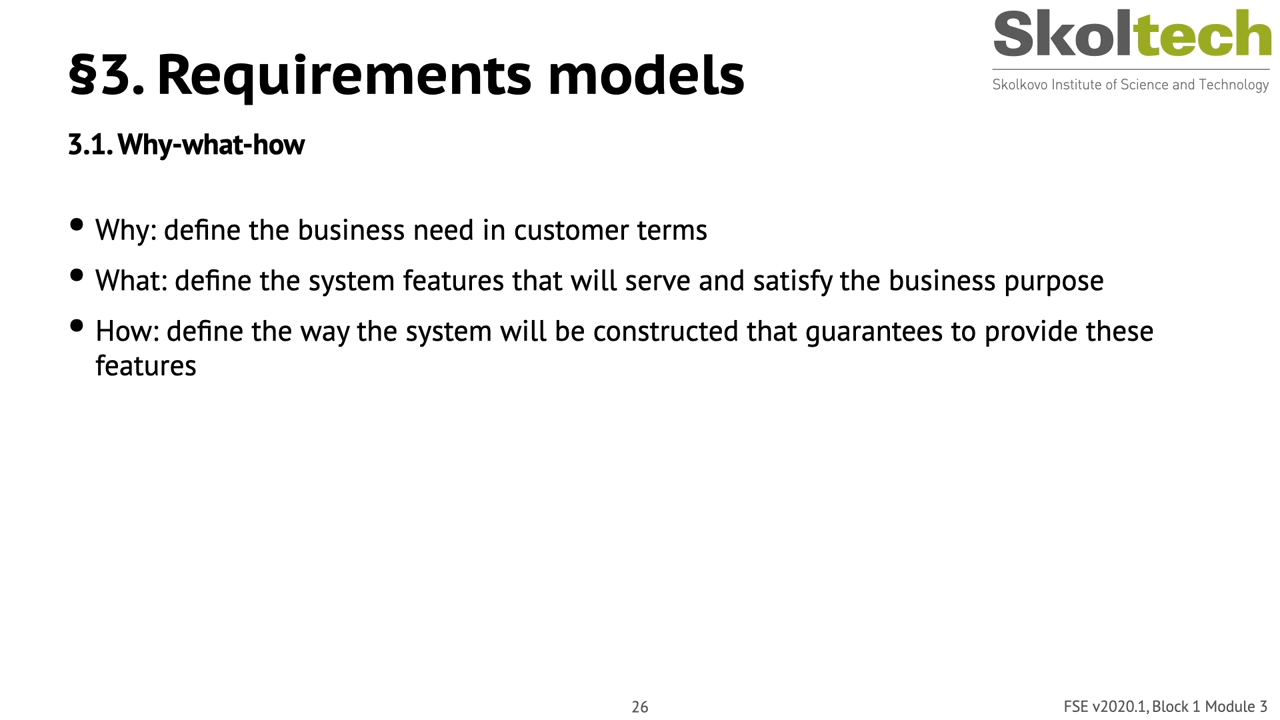 Skoltech
Skolkovo Institute of Science and Technology
§3. Requirements models
3.1. Why-what-how
• Why: define the business need in customer terms
• What: define the system features that will serve and satisfy the business purpose
• How: define the way the system will be constructed that guarantees to provide these
features
26
FSE v2020.1, Block 1 Module 3